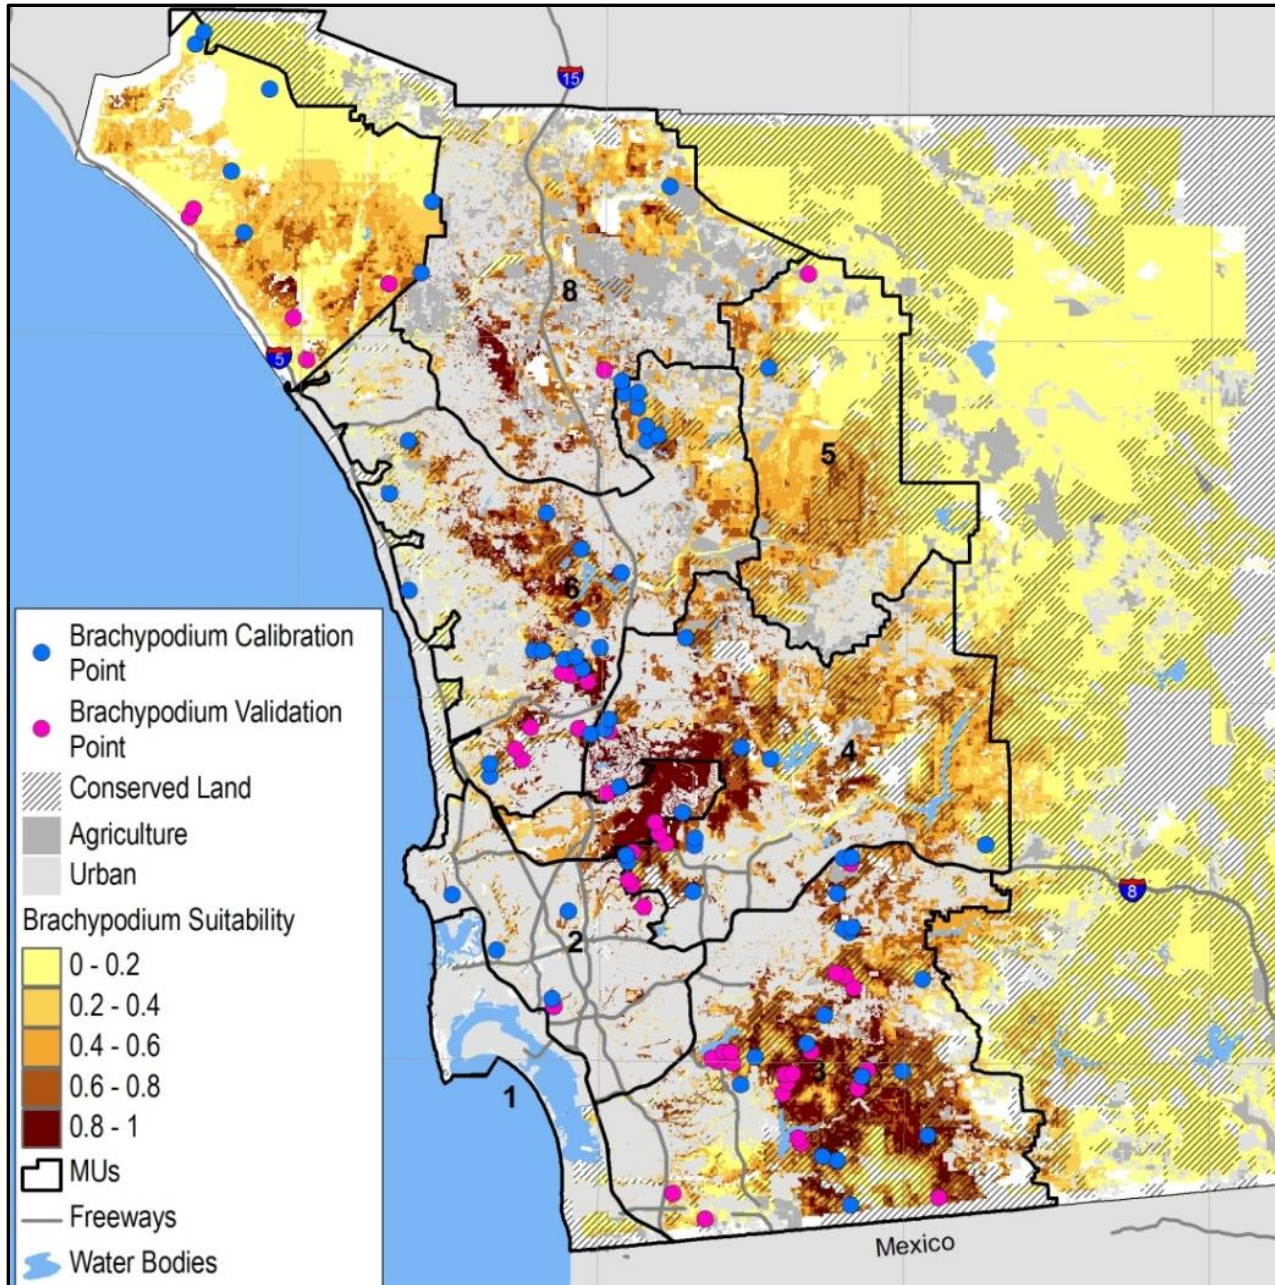 15
8
5
5
6
4
8
2
3
1
Brachypodium Calibration
Point
Brachypodium Validation
Point
Conserved Land
Agriculture
Urban
Brachypodium Suitability
0 - 0.2
0.2 - 0.4
0.4 - 0.6
0.6 - 0.8
0.8 - 1
MUs
Freeways
Water Bodies
Mexico